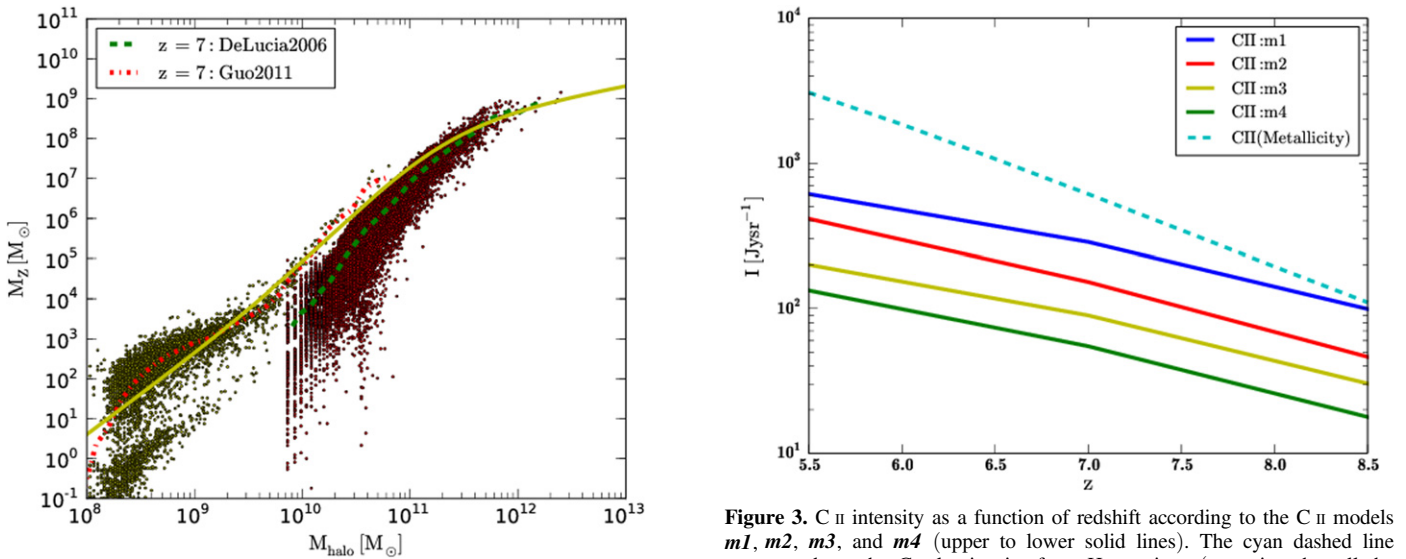 10^11
10^10
10^9
10^8
10^7
10^6
10^5
10^4
10^3
10^2
10^1
10^0
10^-1
M_Z [M_⊙]
z = 7 : DeLucia2006
z = 7 : Guo2011
10^8 10^9 10^10 10^11 10^12 10^13
M_halo [M_⊙]
10^4
10^3
10^2
10^1
I [Jysr^-1]
CII :m1
CII :m2
CII :m3
CII :m4
CII(Metallicity)
5.5 6.0 6.5 7.0 7.5 8.0 8.5
z
Figure 3. C II intensity as a function of redshift according to the C II models
m1, m2, m3, and m4 (upper to lower solid lines). The cyan dashed line